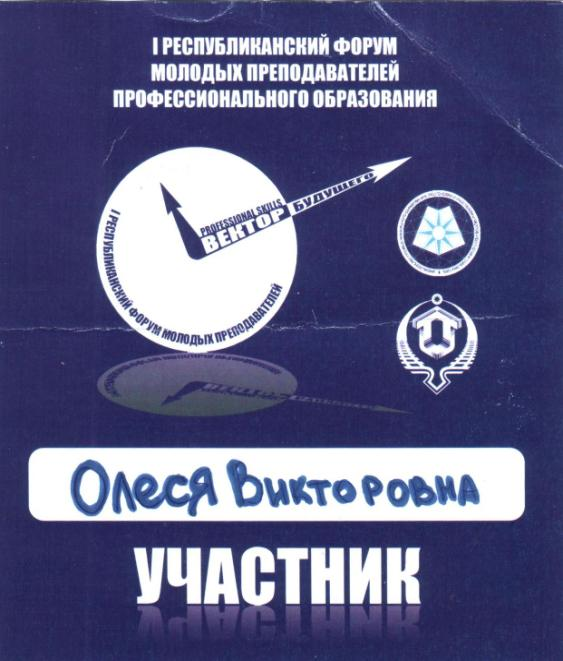 I РЕСПУБЛИКАНСКИЙ ФОРУМ
МОЛОДЫХ ПРЕПОДАВАТЕЛЕЙ
ПРОФЕССИОНАЛЬНОГО ОБРАЗОВАНИЯ
PROFESSIONAL SKILLS
ВЕКТОР БУДУЩЕГО
I РЕСПУБЛИКАНСКИЙ ФОРУМ МОЛОДЫХ ПРЕПОДАВАТЕЛЕЙ
Олеся Викторовна
УЧАСТНИК